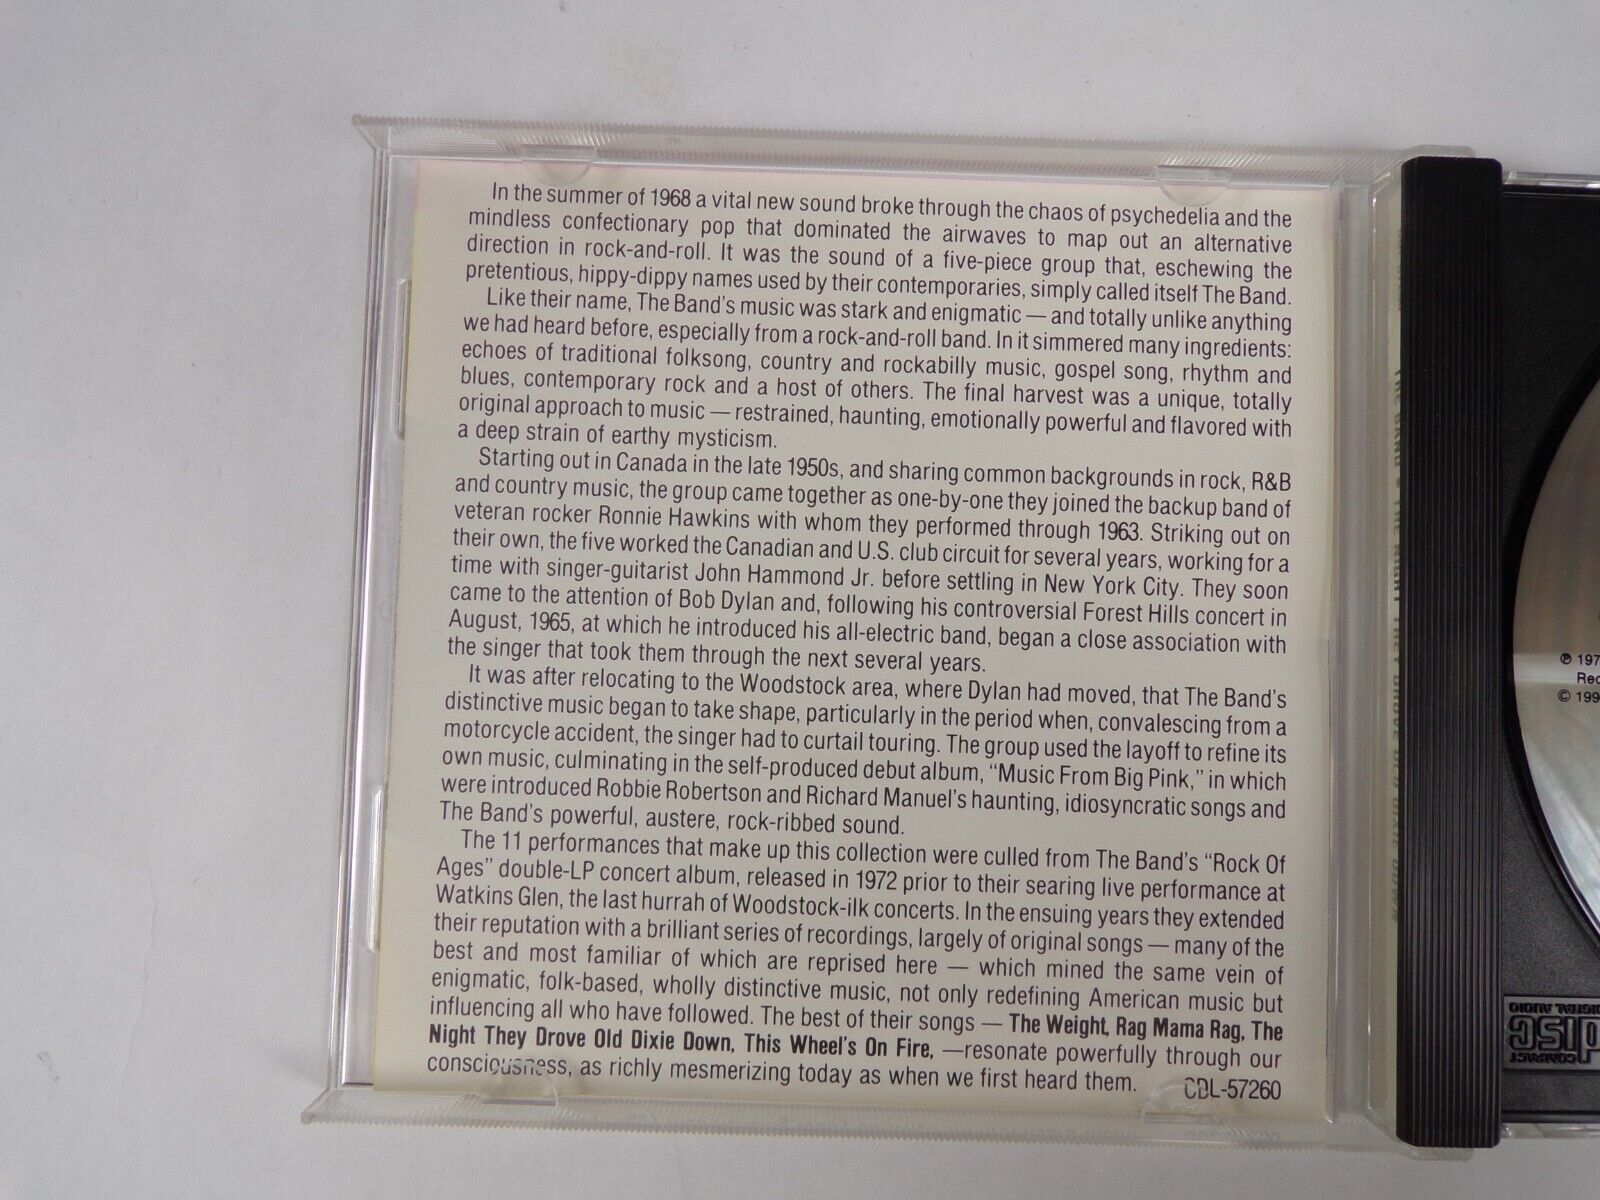 In the summer of 1968 a vital new sound broke through the chaos of psychedelia and the
mindless confectionary pop that dominated the airwaves to map out an alternative
direction in rock-and-roll. It was the sound of a five-piece group that, eschewing the
pretentious, hippy-dippy names used by their contemporaries, simply called itself The Band.
Like their name, The Band's music was stark and enigmatic — and totally unlike anything
we had heard before, especially from a rock-and-roll band. In it simmered many ingredients:
echoes of traditional folksong, country and rockabilly music, gospel song, rhythm and
blues, contemporary rock and a host of others. The final harvest was a unique, totally
original approach to music — restrained, haunting, emotionally powerful and flavored with
a deep strain of earthy mysticism.
Starting out in Canada in the late 1950s, and sharing common backgrounds in rock, R&B
and country music, the group came together as one-by-one they joined the backup band of
veteran rocker Ronnie Hawkins with whom they performed through 1963. Striking out on
their own, the five worked the Canadian and U.S. club circuit for several years, working for a
time with singer-guitarist John Hammond Jr. before settling in New York City. They soon
came to the attention of Bob Dylan and, following his controversial Forest Hills concert in
August, 1965, at which he introduced his all-electric band, began a close association with
the singer that took them through the next several years.
It was after relocating to the Woodstock area, where Dylan had moved, that The Band's
distinctive music began to take shape, particularly in the period when, convalescing from a
motorcycle accident, the singer had to curtail touring. The group used the layoff to refine its
own music, culminating in the self-produced debut album, "Music From Big Pink," in which
were introduced Robbie Robertson and Richard Manuel's haunting, idiosyncratic songs and
The Band's powerful, austere, rock-ribbed sound.
The 11 performances that make up this collection were culled from The Band's "Rock Of
Ages" double-LP concert album, released in 1972 prior to their searing live performance at
Watkins Glen, the last hurrah of Woodstock-ilk concerts. In the ensuing years they extended
their reputation with a brilliant series of recordings, largely of original songs — many of the
best and most familiar of which are reprised here — which mined the same vein of
enigmatic, folk-based, wholly distinctive music, not only redefining American music but
influencing all who have followed. The best of their songs — The Weight, Rag Mama Rag, The
Night They Drove Old Dixie Down, This Wheel's On Fire, —resonate powerfully through our
consciousness, as richly mesmerizing today as when we first heard them. CDL-57260
THE BAND • THE NIGHT THEY DROVE OLD DIXIE DOWN
℗ 197
Rec
© 199
COMPACT
disc
DIGITAL AUDIO